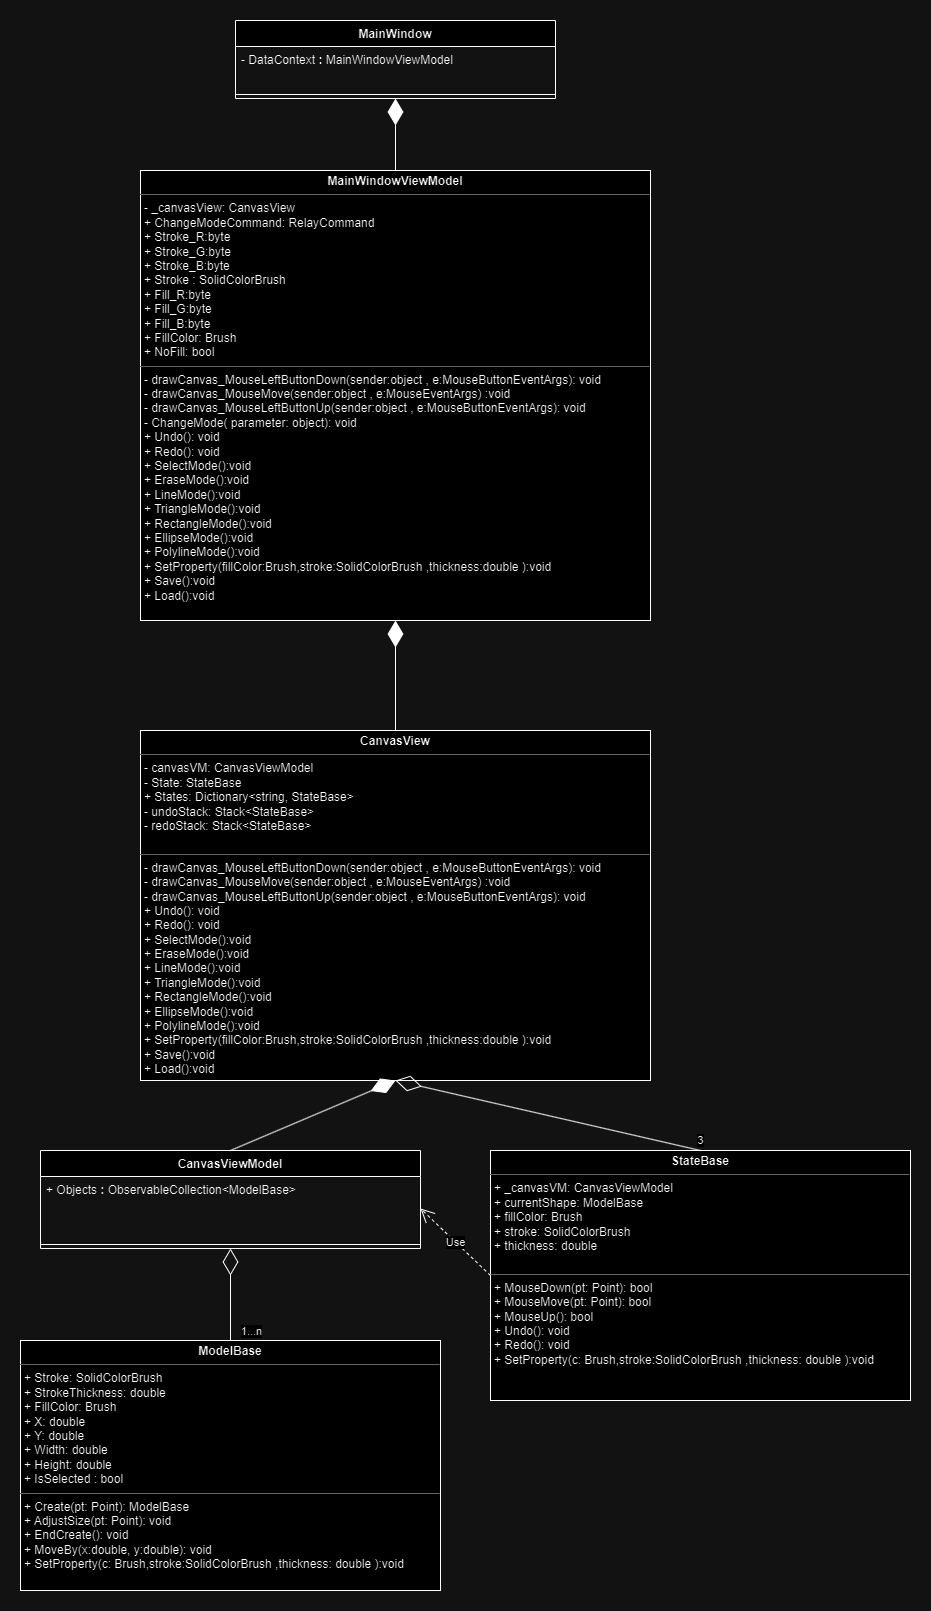 MainWindow
- DataContext : MainWindowViewModel
MainWindowViewModel
- _canvasView: CanvasView
+ ChangeModeCommand: RelayCommand
+ Stroke_R:byte
+ Stroke_G:byte
+ Stroke_B:byte
+ Stroke : SolidColorBrush
+ Fill_R:byte
+ Fill_G:byte
+ Fill_B:byte
+ FillColor: Brush
+ NoFill: bool
- drawCanvas_MouseLeftButtonDown(sender:object , e:MouseButtonEventArgs): void
- drawCanvas_MouseMove(sender:object , e:MouseEventArgs) :void
- drawCanvas_MouseLeftButtonUp(sender:object , e:MouseButtonEventArgs): void
- ChangeMode( parameter: object): void
+ Undo(): void
+ Redo(): void
+ SelectMode():void
+ EraseMode():void
+ LineMode():void
+ TriangleMode():void
+ RectangleMode():void
+ EllipseMode():void
+ PolylineMode():void
+ SetProperty(fillColor:Brush,stroke:SolidColorBrush ,thickness:double ):void
+ Save():void
+ Load():void
CanvasView
- canvasVM: CanvasViewModel
- State: StateBase
+ States: Dictionary<string, StateBase>
- undoStack: Stack<StateBase>
- redoStack: Stack<StateBase>
- drawCanvas_MouseLeftButtonDown(sender:object , e:MouseButtonEventArgs): void
- drawCanvas_MouseMove(sender:object , e:MouseEventArgs) :void
- drawCanvas_MouseLeftButtonUp(sender:object , e:MouseButtonEventArgs): void
+ Undo(): void
+ Redo(): void
+ SelectMode():void
+ EraseMode():void
+ LineMode():void
+ TriangleMode():void
+ RectangleMode():void
+ EllipseMode():void
+ PolylineMode():void
+ SetProperty(fillColor:Brush,stroke:SolidColorBrush ,thickness:double ):void
+ Save():void
+ Load():void
CanvasViewModel
+ Objects : ObservableCollection<ModelBase>
3
StateBase
+ _canvasVM: CanvasViewModel
+ currentShape: ModelBase
+ fillColor: Brush
+ stroke: SolidColorBrush
+ thickness: double
+ MouseDown(pt: Point): bool
+ MouseMove(pt: Point): bool
+ MouseUp(): bool
+ Undo(): void
+ Redo(): void
+ SetProperty(c: Brush,stroke:SolidColorBrush ,thickness: double ):void
Use
1...n
ModelBase
+ Stroke: SolidColorBrush
+ StrokeThickness: double
+ FillColor: Brush
+ X: double
+ Y: double
+ Width: double
+ Height: double
+ IsSelected : bool
+ Create(pt: Point): ModelBase
+ AdjustSize(pt: Point): void
+ EndCreate(): void
+ MoveBy(x:double, y:double): void
+ SetProperty(c: Brush,stroke:SolidColorBrush ,thickness: double ):void